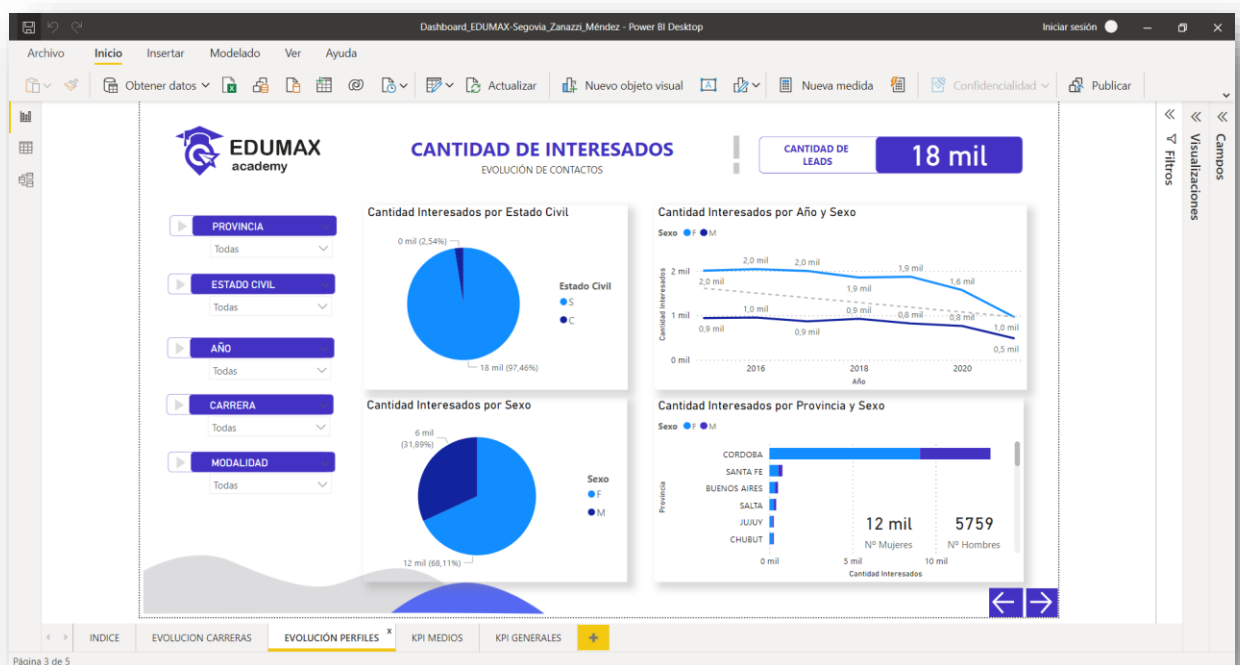 Dashboard_EDUMAX-Segovia_Zanazzi_Méndez - Power BI Desktop
Iniciar sesión
Archivo Inicio Insertar Modelado Ver Ayuda
Obtener datos Actualizar Nuevo objeto visual Nueva medida Confidencialidad Publicar
EDUMAX
academy
CANTIDAD DE INTERESADOS
EVOLUCIÓN DE CONTACTOS
CANTIDAD DE
LEADS
18 mil
Filtros
Visualizaciones
Campos
PROVINCIA
Todas
ESTADO CIVIL
Todas
AÑO
Todas
CARRERA
Todas
MODALIDAD
Todas
Cantidad Interesados por Estado Civil
0 mil (2,54%)
Estado Civil
S
C
18 mil (97,46%)
Cantidad Interesados por Año y Sexo
Sexo F M
Cantidad Interesados
2 mil
1 mil
0 mil
2,0 mil
2,0 mil
2,0 mil
1,9 mil
1,9 mil
1,6 mil
1,0 mil
0,9 mil
1,0 mil
0,9 mil
0,9 mil
0,8 mil
0,8 mil
0,5 mil
2016 2018 2020
Año
Cantidad Interesados por Sexo
6 mil
(31,89%)
Sexo
F
M
12 mil (68,11%)
Cantidad Interesados por Provincia y Sexo
Sexo F M
Provincia
CORDOBA
SANTA FE
BUENOS AIRES
SALTA
JUJUY
CHUBUT
12 mil
Nº Mujeres
5759
Nº Hombres
0 mil 5 mil 10 mil
Cantidad Interesados
INDICE EVOLUCION CARRERAS EVOLUCIÓN PERFILES x KPI MEDIOS KPI GENERALES +
Página 3 de 5